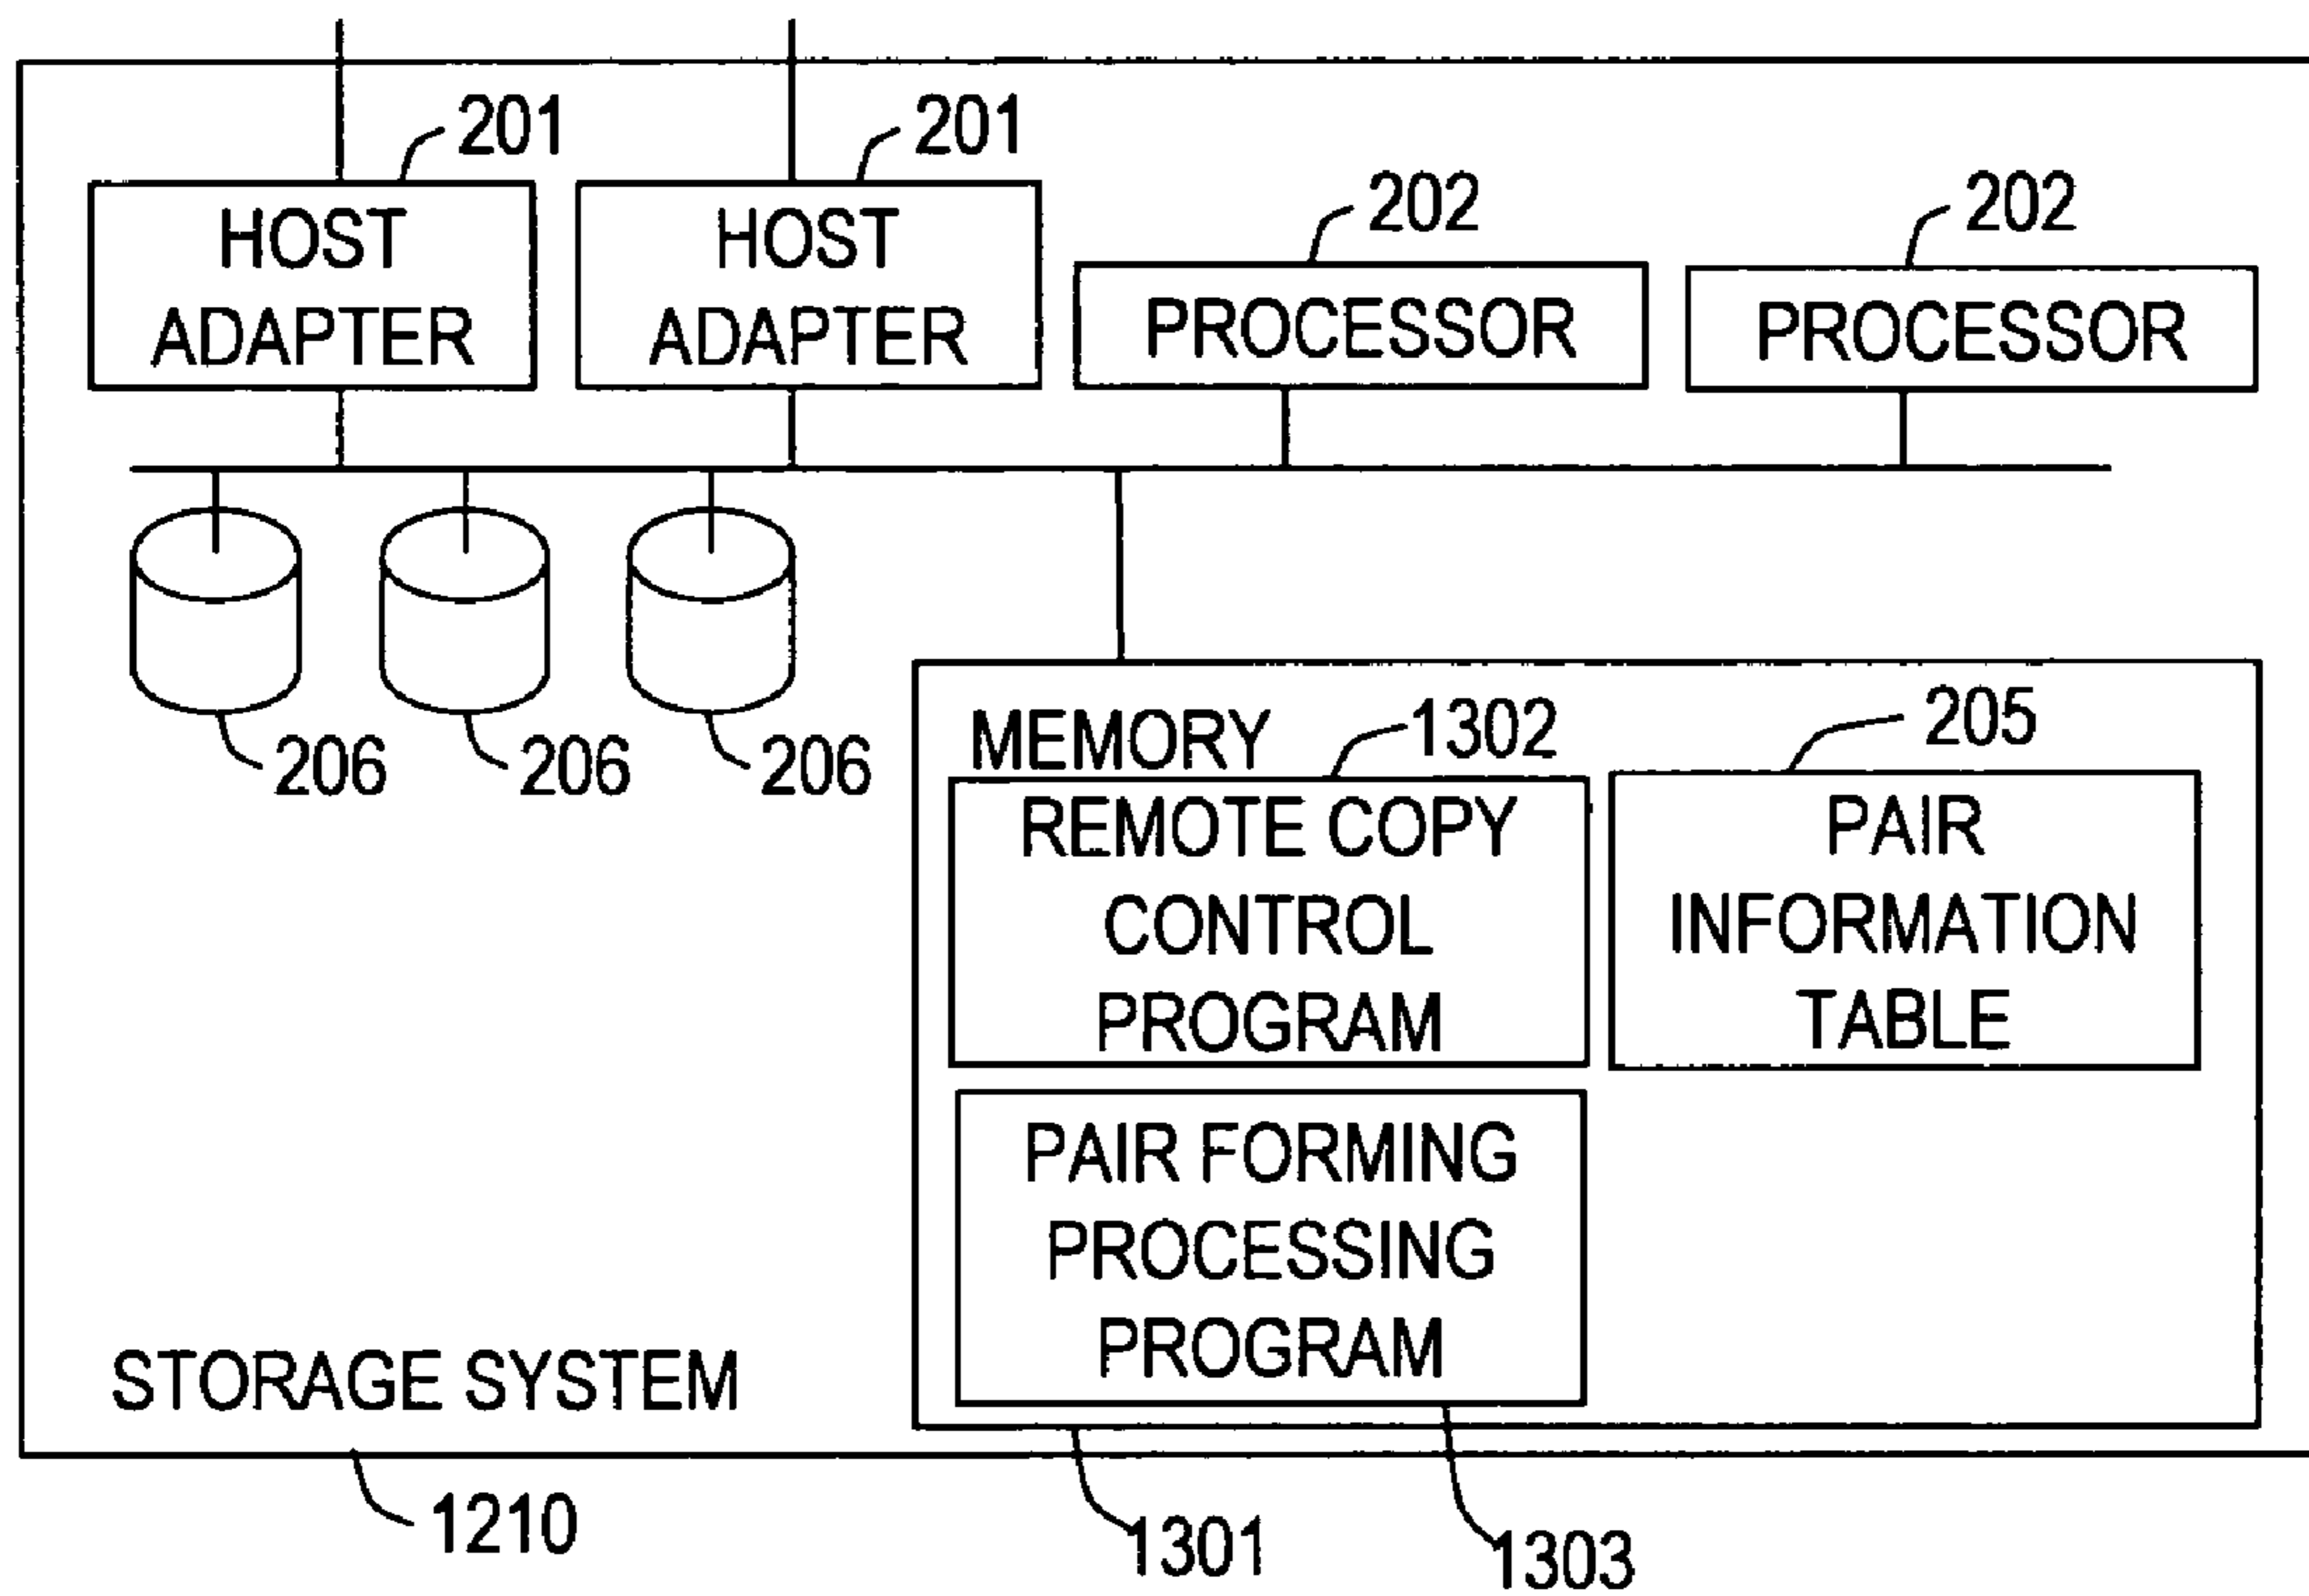 201
201
202
202
HOST
ADAPTER
HOST
ADAPTER
PROCESSOR
PROCESSOR
206
206
206
MEMORY
1302
205
REMOTE COPY
CONTROL
PROGRAM
PAIR
INFORMATION
TABLE
PAIR FORMING
PROCESSING
PROGRAM
STORAGE SYSTEM
1210
1301
1303